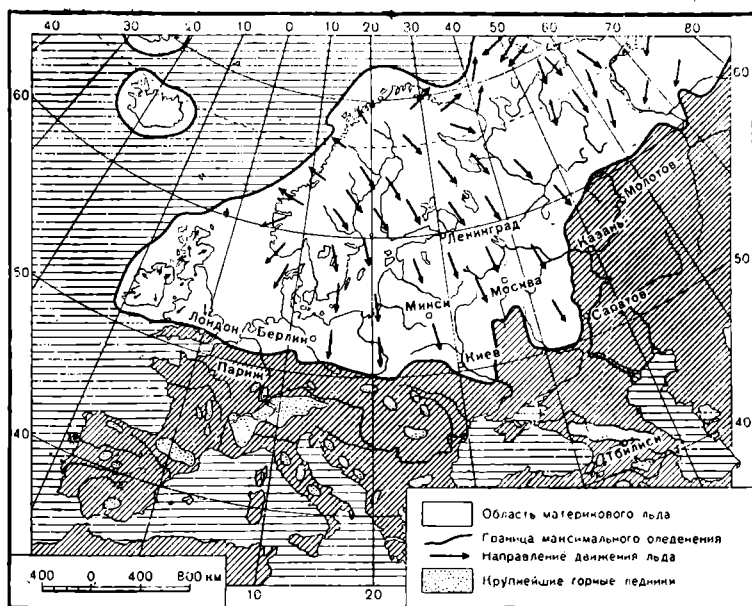 40 30 20 10 0 10 20 30 40 50 60 70 80
60
60
50
50
40
40
Ленинград
Молотов
Казань
Москва
Минск
Саратов
Лондон
Берлин
Киев
Париж
Тбилиси
Область материкового льда
Граница максимального оледенения
Направление движения льда
Крупнейшие горные ледники
400 0 400 800 км
10 20